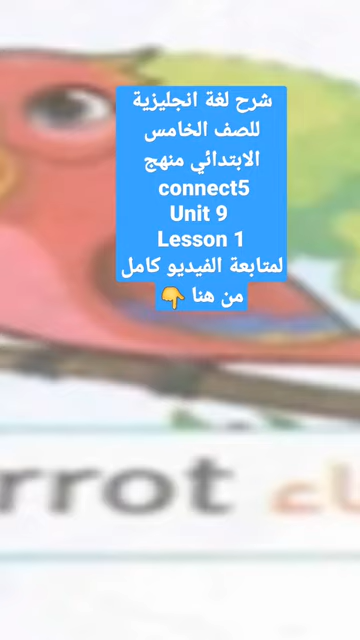 شرح لغة انجليزية
للصف الخامس
الابتدائي منهج
connect5
Unit 9
Lesson 1
لمتابعة الفيديو كامل
من هنا 👇
rrot